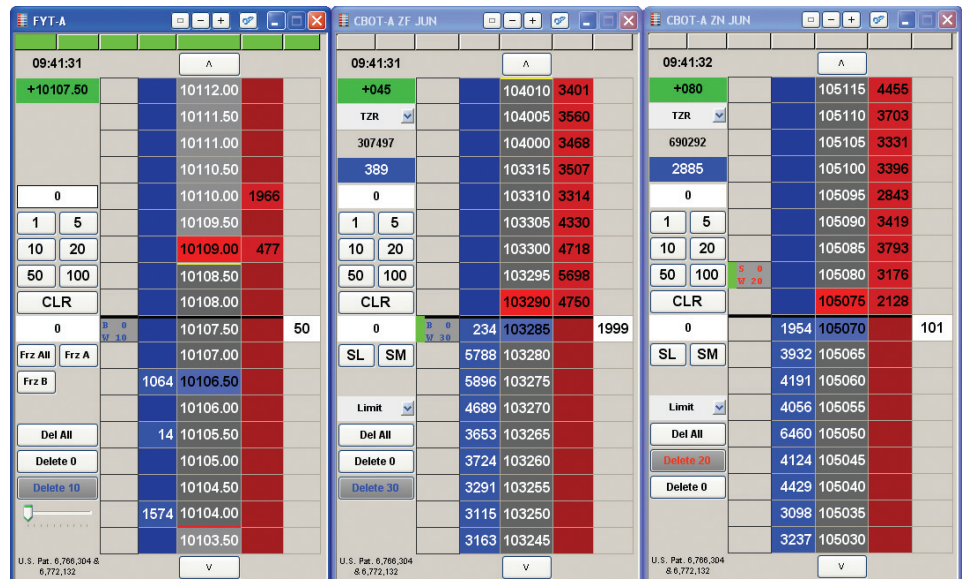 FYT-A
09:41:31 ^
+10107.50 10112.00
10111.50
10111.00
10110.50
0 10110.00 1966
1 5 10109.50
10 20 10109.00 477
50 100 10108.50
CLR 10108.00
0 B 0 10107.50 50
W 10
Frz All Frz A 10107.00
Frz B 1064 10106.50
10106.00
Del All 14 10105.50
Delete 0 10105.00
Delete 10 10104.50
1574 10104.00
10103.50
U.S. Pat. 6,766,304 &
6,772,132 v
CBOT-A ZF JUN
09:41:31 ^
+045 104010 3401
TZR 104005 3560
307497 104000 3468
389 103315 3507
0 103310 3314
1 5 103305 4330
10 20 103300 4718
50 100 103295 5698
CLR 103290 4750
0 B 0 234 103285 1999
W 30
SL SM 5788 103280
5896 103275
Limit 4689 103270
Del All 3653 103265
Delete 0 3724 103260
Delete 30 3291 103255
3115 103250
3163 103245
U.S. Pat. 6,766,304
& 6,772,132 v
CBOT-A ZN JUN
09:41:32 ^
+080 105115 4455
TZR 105110 3703
690292 105105 3331
2885 105100 3396
0 105095 2843
1 5 105090 3419
10 20 105085 3793
50 100 S 0 105080 3176
W 20
CLR 105075 2128
0 1954 105070 101
SL SM 3932 105065
4191 105060
Limit 4056 105055
Del All 6460 105050
Delete 20 4124 105045
Delete 0 4429 105040
3098 105035
3237 105030
U.S. Pat. 6,766,304
& 6,772,132 v